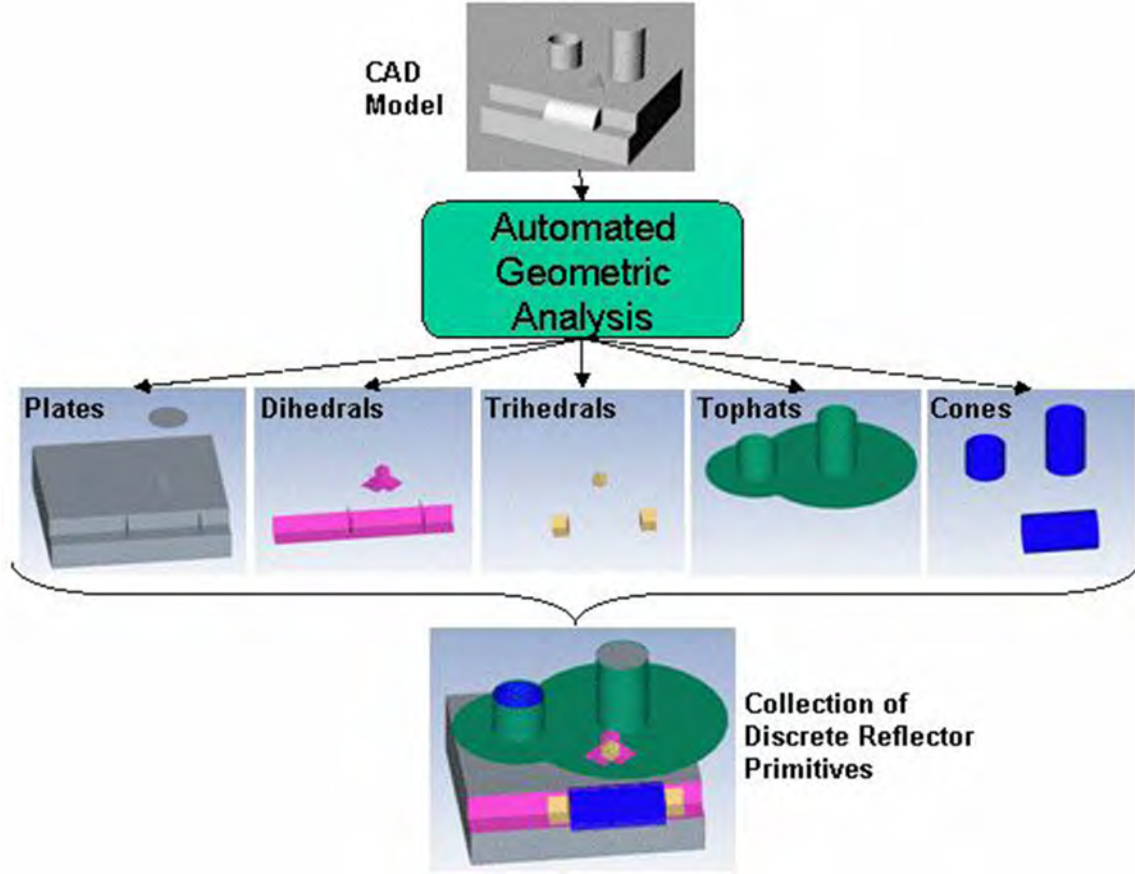 CAD
Model
Automated
Geometric
Analysis
Plates
Dihedrals
Trihedrals
Tophats
Cones
Collection of
Discrete Reflector
Primitives